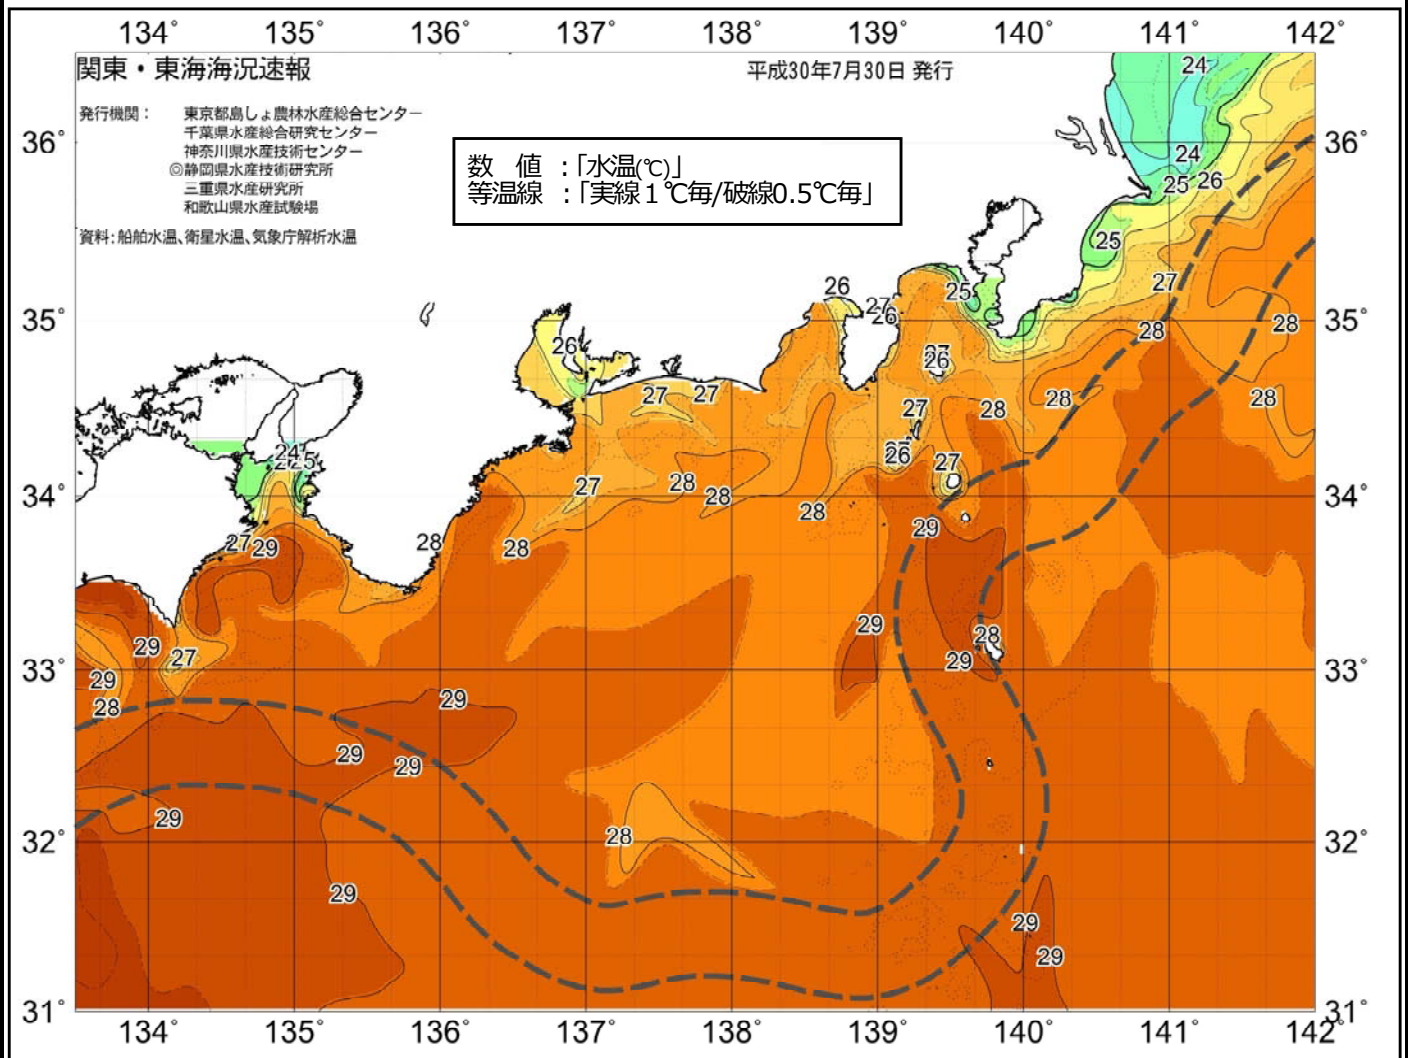 134° 135° 136° 137° 138° 139° 140° 141° 142°
関東・東海海況速報
平成30年7月30日 発行
発行機関： 東京都島しょ農林水産総合センター
千葉県水産総合研究センター
神奈川県水産技術センター
◎静岡県水産技術研究所
三重県水産研究所
和歌山県水産試験場
資料：船舶水温、衛星水温、気象庁解析水温
数 値 ：「水温(℃)」
等温線 ：「実線１℃毎/破線0.5℃毎」
24
36° 36°
24
25 26
25
26 27 26 25 27
35° 28 28 35°
26 27 26
27 27 27 28 28 28
24 25 27 26 27
27 28 28
34° 28 34°
27 29 28 28 29
29 28
29 27 29
33° 33°
29 29
28
29 29
29
32° 28 32°
29
29
29
31° 31°
134° 135° 136° 137° 138° 139° 140° 141° 142°